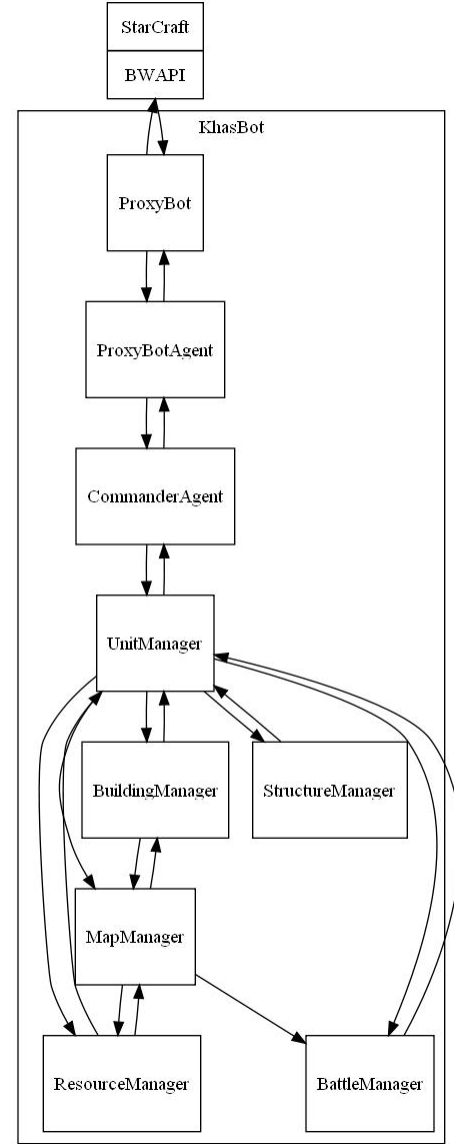 StarCraft
BWAPI
KhasBot
ProxyBot
ProxyBotAgent
CommanderAgent
UnitManager
BuildingManager
StructureManager
MapManager
ResourceManager
BattleManager